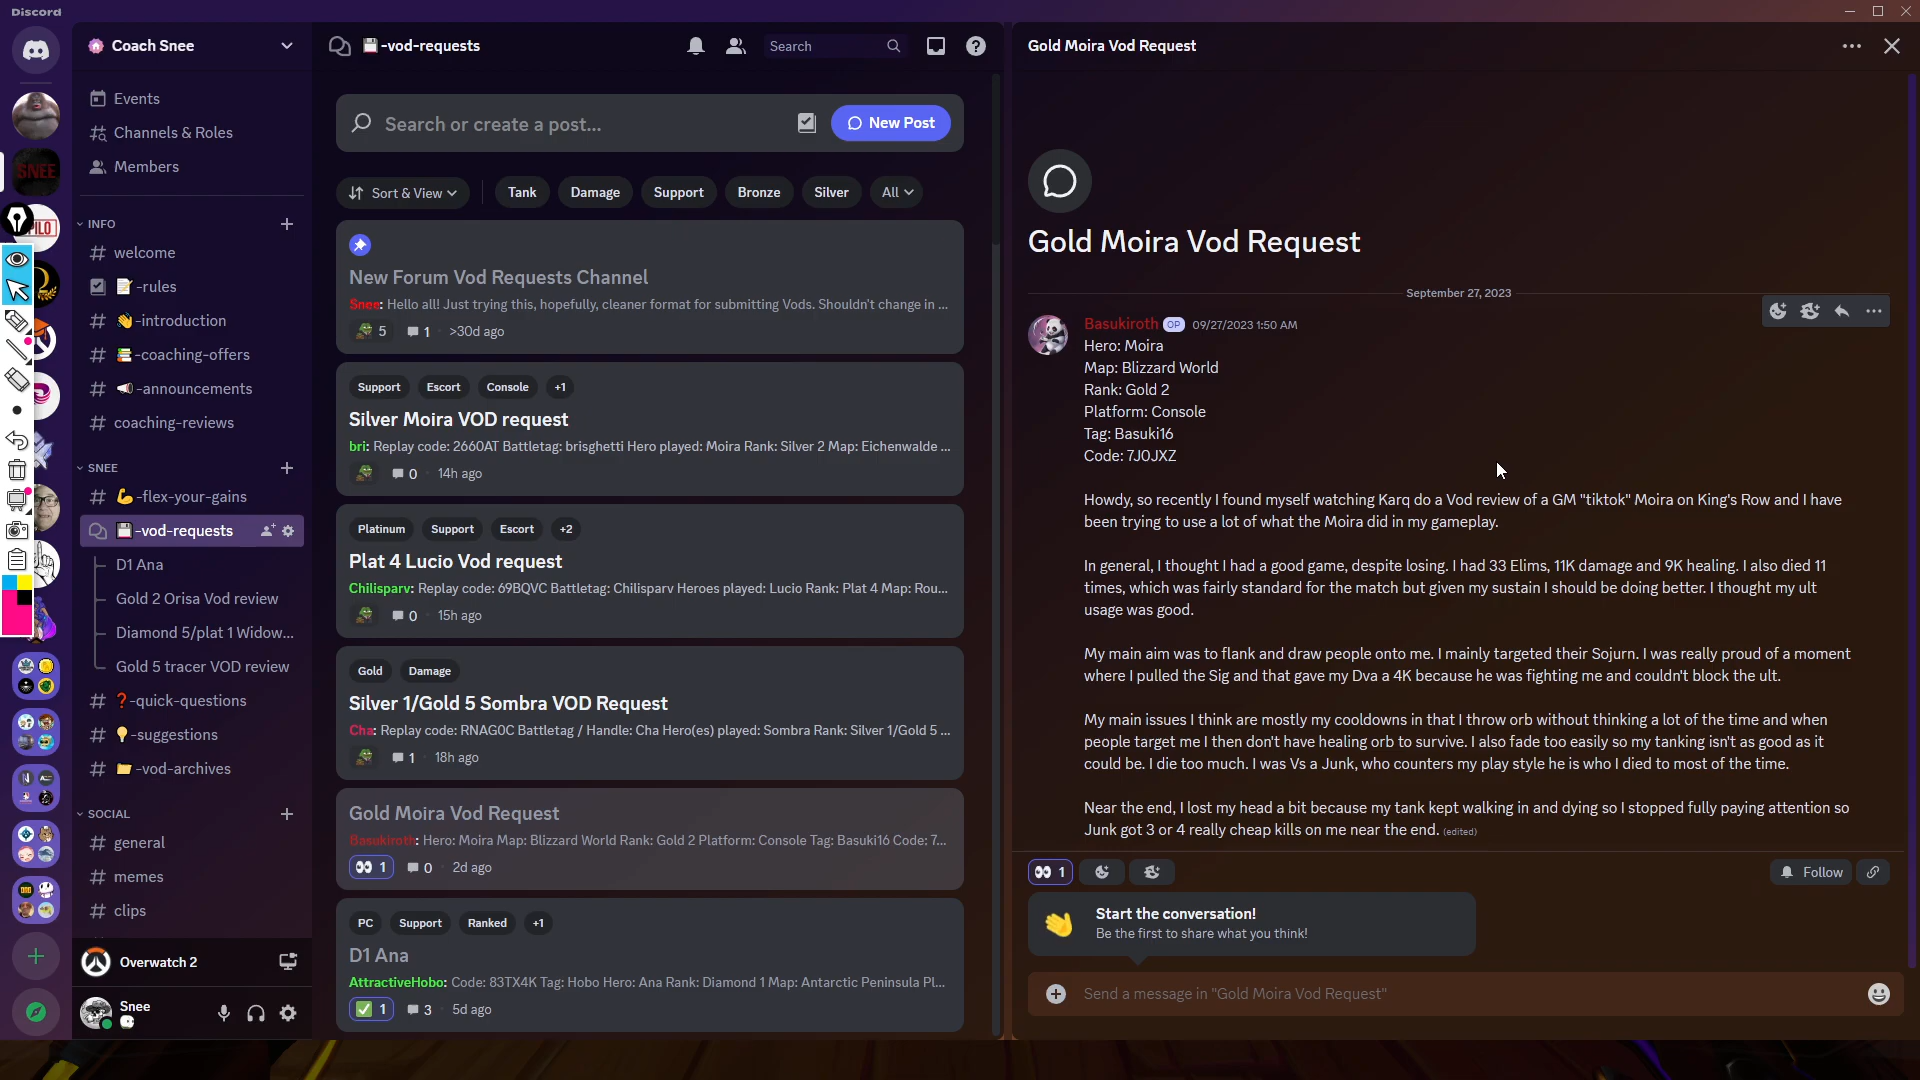 Discord
Coach Snee
Events
Channels & Roles
Members
INFO
welcome
-rules
-introduction
-coaching-offers
-announcements
coaching-reviews
SNEE
-flex-your-gains
-vod-requests
D1 Ana
Gold 2 Orisa Vod review
Diamond 5/plat 1 Widow...
Gold 5 tracer VOD review
-quick-questions
-suggestions
-vod-archives
SOCIAL
general
memes
clips
Overwatch 2
Snee
SNEE
-vod-requests
Search
Search or create a post...
New Post
Sort & View
Tank
Damage
Support
Bronze
Silver
All
New Forum Vod Requests Channel
Snee: Hello all! Just trying this, hopefully, cleaner format for submitting Vods. Shouldn't change in ...
5 1 · >30d ago
Support Escort Console +1
Silver Moira VOD request
bri: Replay code: 2660AT Battletag: brisghetti Hero played: Moira Rank: Silver 2 Map: Eichenwalde ...
0 · 14h ago
Platinum Support Escort +2
Plat 4 Lucio Vod request
Chilisparv: Replay code: 69BQVC Battletag: Chilisparv Heroes played: Lucio Rank: Plat 4 Map: Rou...
0 · 15h ago
Gold Damage
Silver 1/Gold 5 Sombra VOD Request
Cha: Replay code: RNAG0C Battletag / Handle: Cha Hero(es) played: Sombra Rank: Silver 1/Gold 5 ...
1 · 18h ago
Gold Moira Vod Request
Basukiroth: Hero: Moira Map: Blizzard World Rank: Gold 2 Platform: Console Tag: Basuki16 Code: 7...
1 0 · 2d ago
PC Support Ranked +1
D1 Ana
AttractiveHobo: Code: 83TX4K Tag: Hobo Hero: Ana Rank: Diamond 1 Map: Antarctic Peninsula Pl...
1 3 · 5d ago
Gold Moira Vod Request
Gold Moira Vod Request
September 27, 2023
Basukiroth OP 09/27/2023 1:50 AM
Hero: Moira
Map: Blizzard World
Rank: Gold 2
Platform: Console
Tag: Basuki16
Code: 7J0JXZ
Howdy, so recently I found myself watching Karq do a Vod review of a GM "tiktok" Moira on King's Row and I have
been trying to use a lot of what the Moira did in my gameplay.
In general, I thought I had a good game, despite losing. I had 33 Elims, 11K damage and 9K healing. I also died 11
times, which was fairly standard for the match but given my sustain I should be doing better. I thought my ult
usage was good.
My main aim was to flank and draw people onto me. I mainly targeted their Sojurn. I was really proud of a moment
where I pulled the Sig and that gave my Dva a 4K because he was fighting me and couldn't block the ult.
My main issues I think are mostly my cooldowns in that I throw orb without thinking a lot of the time and when
people target me I then don't have healing orb to survive. I also fade too easily so my tanking isn't as good as it
could be. I die too much. I was Vs a Junk, who counters my play style he is who I died to most of the time.
Near the end, I lost my head a bit because my tank kept walking in and dying so I stopped fully paying attention so
Junk got 3 or 4 really cheap kills on me near the end. (edited)
1
Follow
Start the conversation!
Be the first to share what you think!
Send a message in "Gold Moira Vod Request"